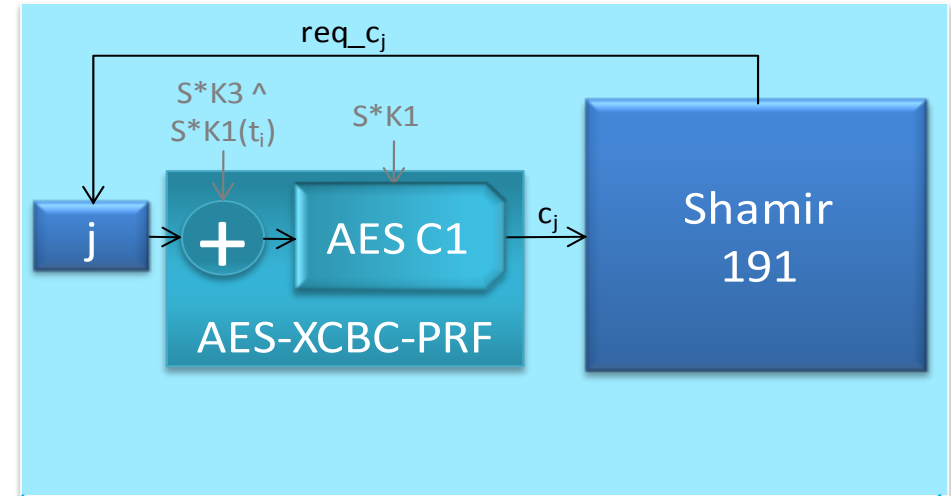 req_cⱼ
S*K3 ^
S*K1(tᵢ)
S*K1
j
+
AES C1
cⱼ
Shamir
191
AES-XCBC-PRF